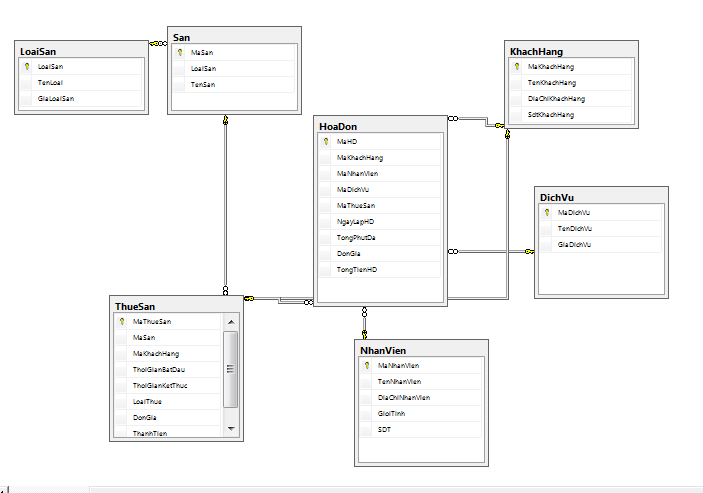 LoaiSan
LoaiSan
TenLoai
GiaLoaiSan
San
MaSan
LoaiSan
TenSan
KhachHang
MaKhachHang
TenKhachHang
DiaChiKhachHang
SdtKhachHang
HoaDon
MaHD
MaKhachHang
MaNhanVien
MaDichVu
MaThueSan
NgayLapHD
TongPhutDa
DonGia
TongTienHD
DichVu
MaDichVu
TenDichVu
GiaDichVu
ThueSan
MaThueSan
MaSan
MaKhachHang
ThoiGianBatDau
ThoiGianKetThuc
LoaiThue
DonGia
ThanhTien
NhanVien
MaNhanVien
TenNhanVien
DiaChiNhanVien
GioiTinh
SDT